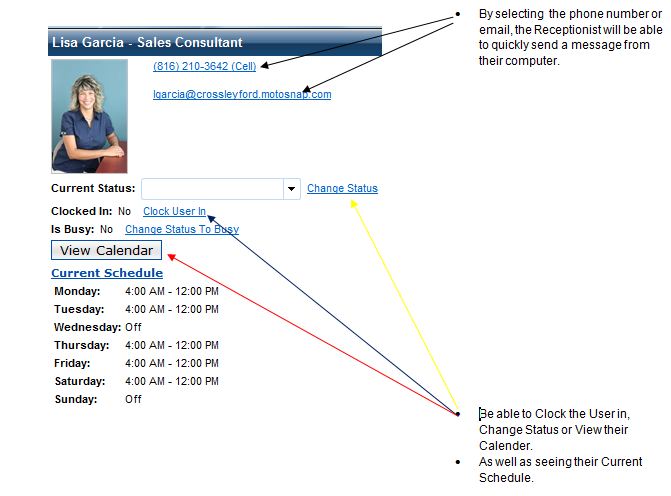 Lisa Garcia - Sales Consultant
(816) 210-3642 (Cell)
lgarcia@crossleyford.motosnap.com
Current Status: Change Status
Clocked In: No Clock User In
Is Busy: No Change Status To Busy
View Calendar
Current Schedule
Monday: 4:00 AM - 12:00 PM
Tuesday: 4:00 AM - 12:00 PM
Wednesday: Off
Thursday: 4:00 AM - 12:00 PM
Friday: 4:00 AM - 12:00 PM
Saturday: 4:00 AM - 12:00 PM
Sunday: Off
• By selecting the phone number or
email, the Receptionist will be able
to quickly send a message from
their computer.
• Be able to Clock the User in,
Change Status or View their
Calender.
• As well as seeing their Current
Schedule.